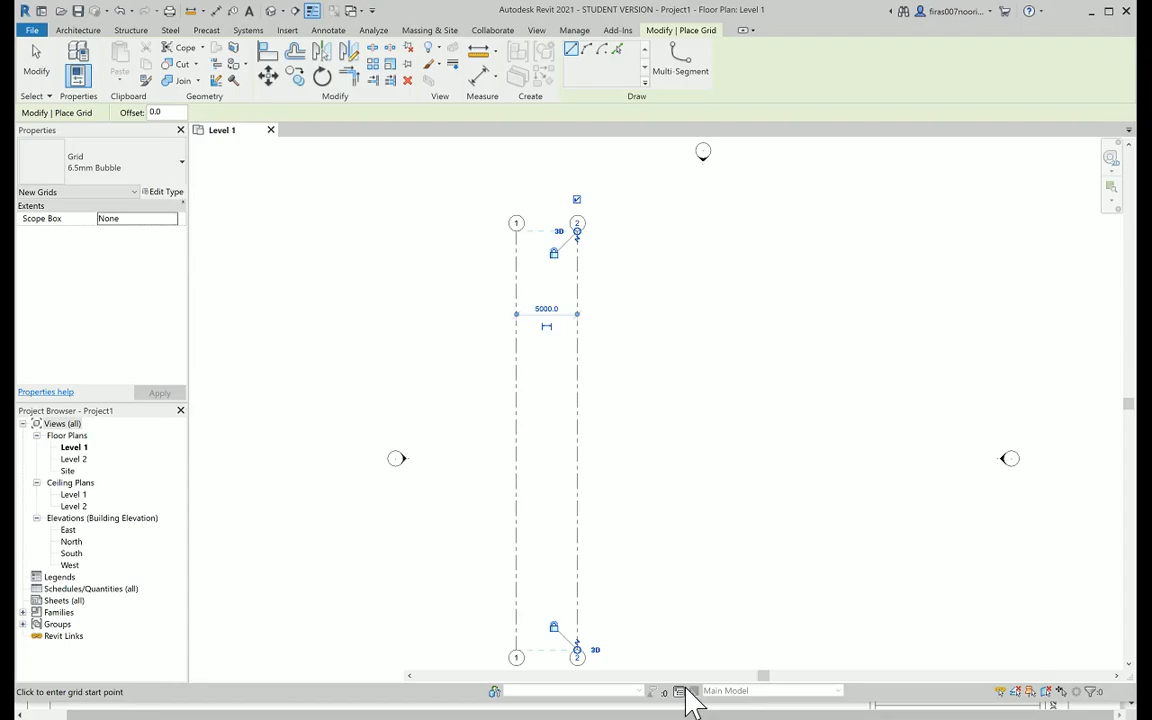 Autodesk Revit 2021 - STUDENT VERSION - Project1 - Floor Plan: Level 1
firas007noori...
File Architecture Structure Steel Precast Systems Insert Annotate Analyze Massing & Site Collaborate View Manage Add-Ins Modify | Place Grid
Modify
Paste
Cope
Cut
Join
Multi-Segment
Select Properties Clipboard Geometry Modify View Measure Create Draw
Modify | Place Grid Offset: 0.0
Properties
Level 1
Grid
6.5mm Bubble
New Grids Edit Type
Extents
Scope Box None
Properties help Apply
Project Browser - Project1
Views (all)
Floor Plans
Level 1
Level 2
Site
Ceiling Plans
Level 1
Level 2
Elevations (Building Elevation)
East
North
South
West
Legends
Schedules/Quantities (all)
Sheets (all)
Families
Groups
Revit Links
2D
1 2
3D
5000.0
3D
1 2
Click to enter grid start point :0 Main Model :0